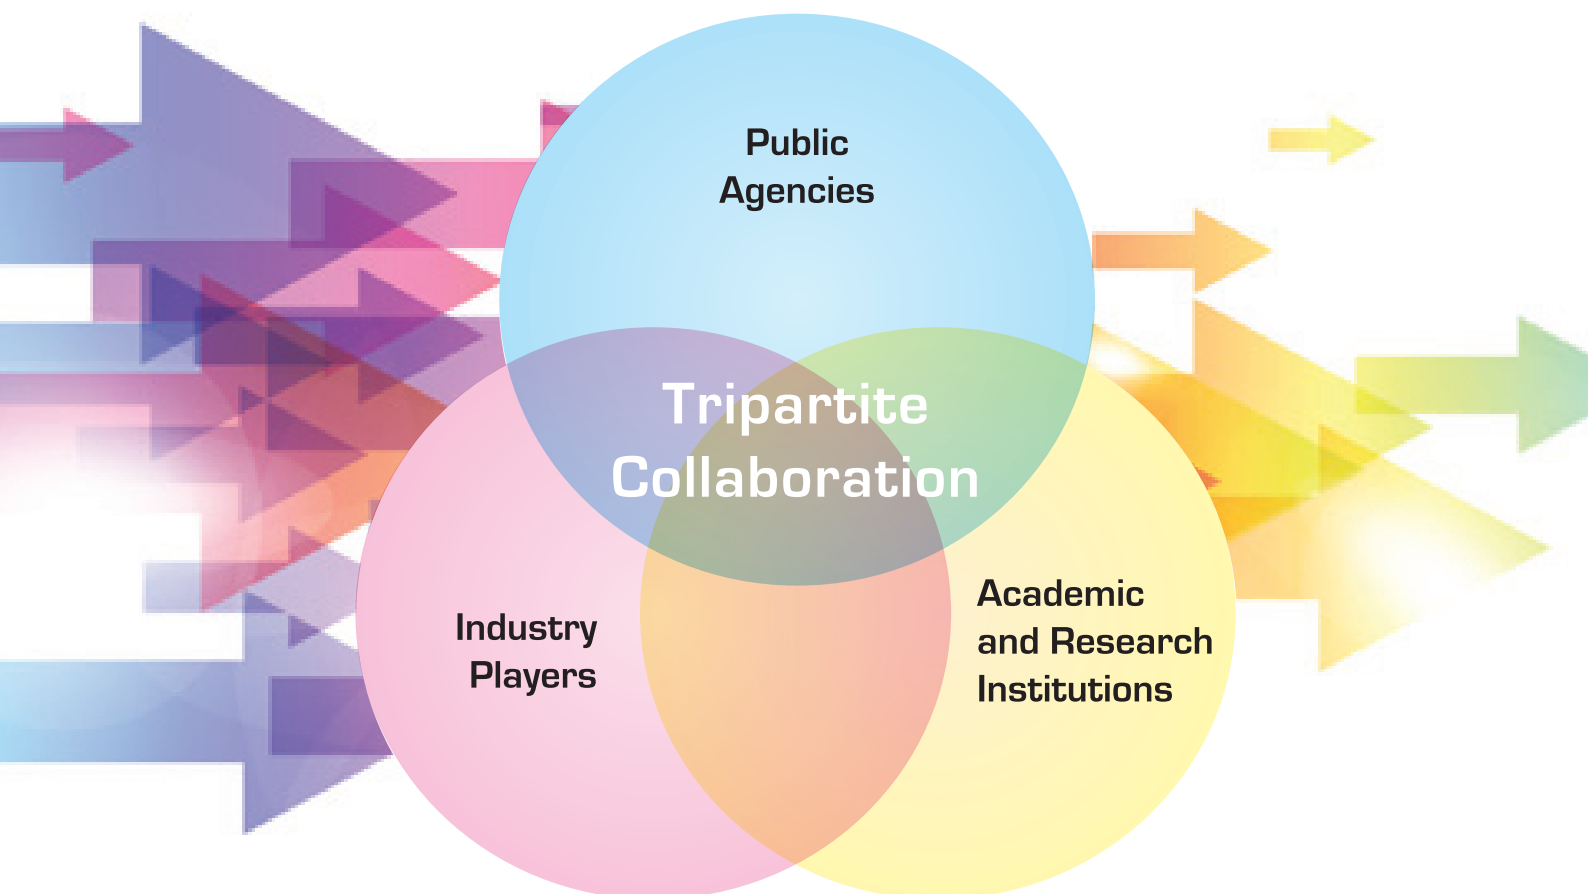 Public
Agencies
Tripartite
Collaboration
Industry
Players
Academic
and Research
Institutions